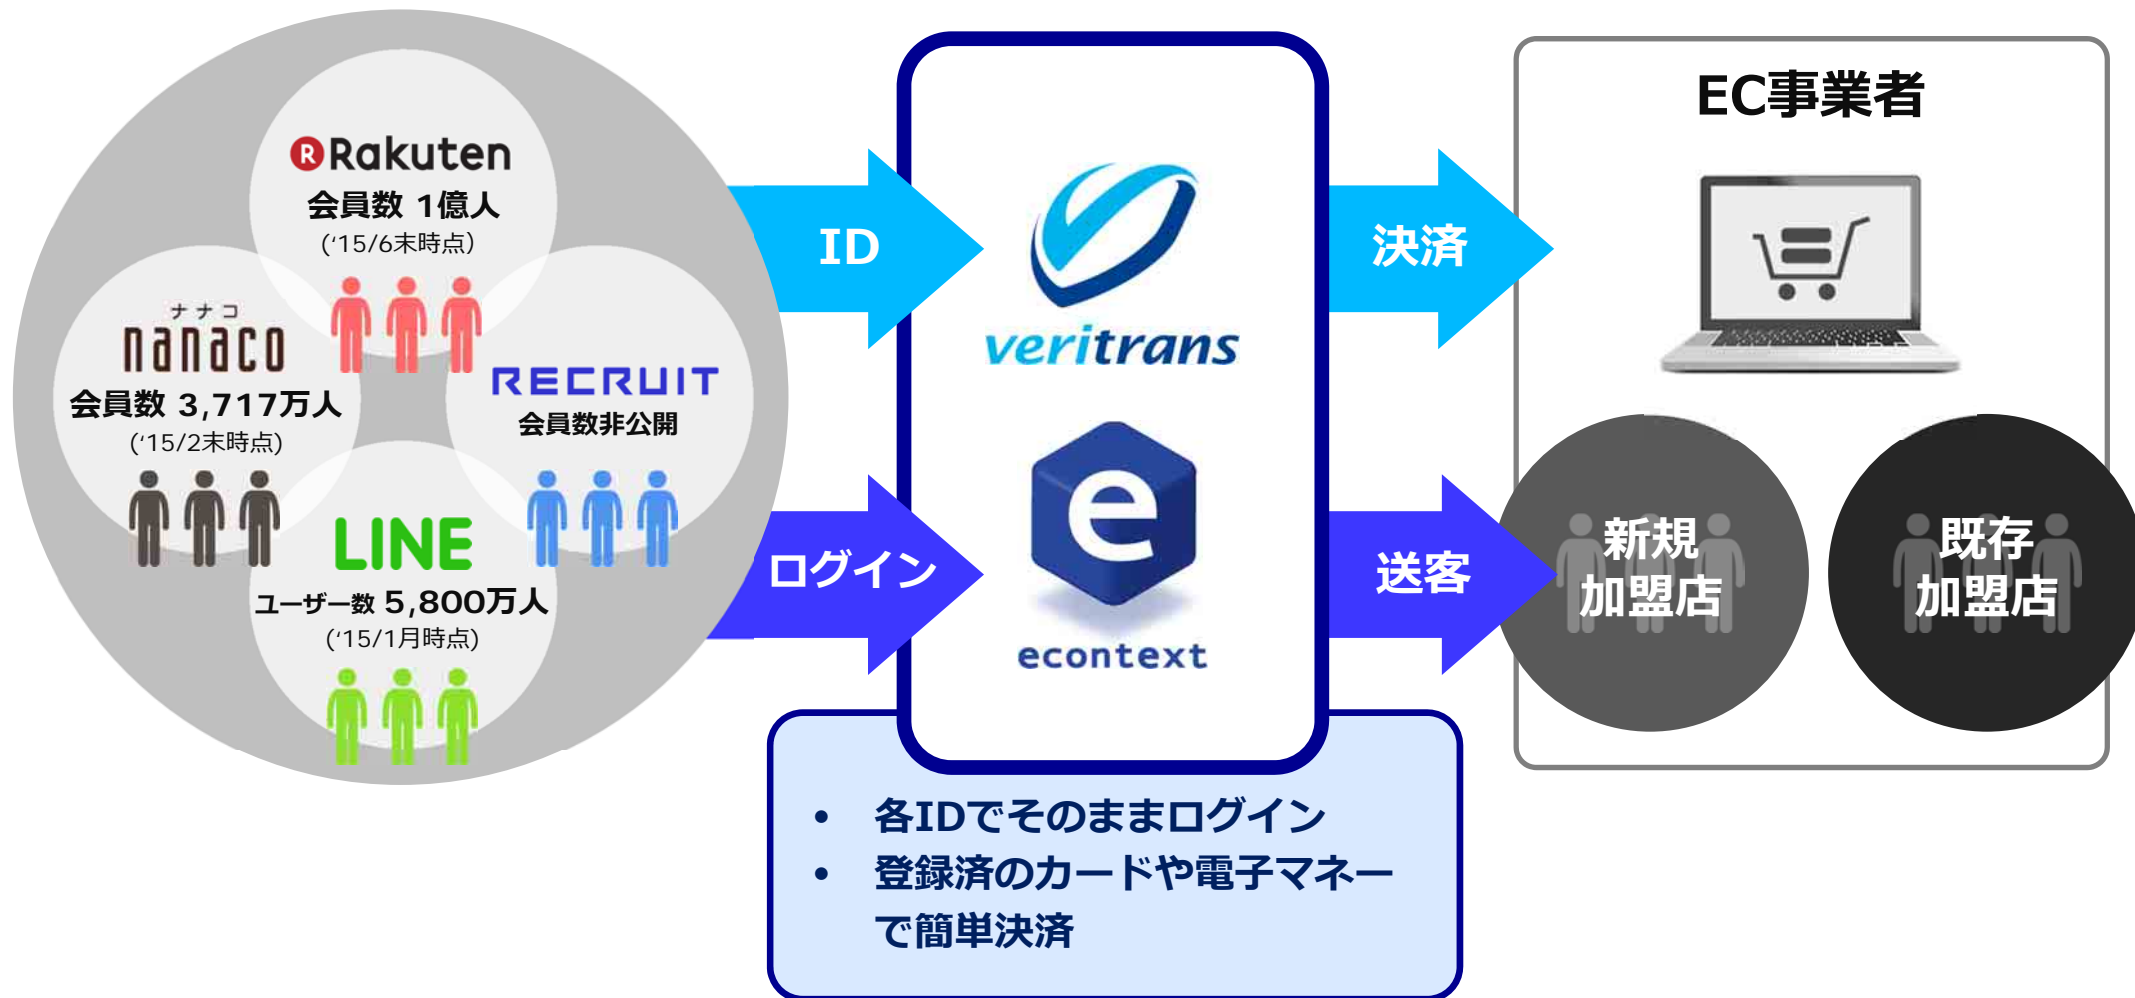 Rakuten
会員数 1億人
('15/6末時点）
ナナコ
nanaco
会員数 3,717万人
('15/2末時点)
RECRUIT
会員数非公開
LINE
ユーザー数 5,800万人
('15/1月時点)
ID
ログイン
veritrans
e
econtext
決済
送客
EC事業者
新規
加盟店
既存
加盟店
• 各IDでそのままログイン
• 登録済のカードや電子マネー
で簡単決済